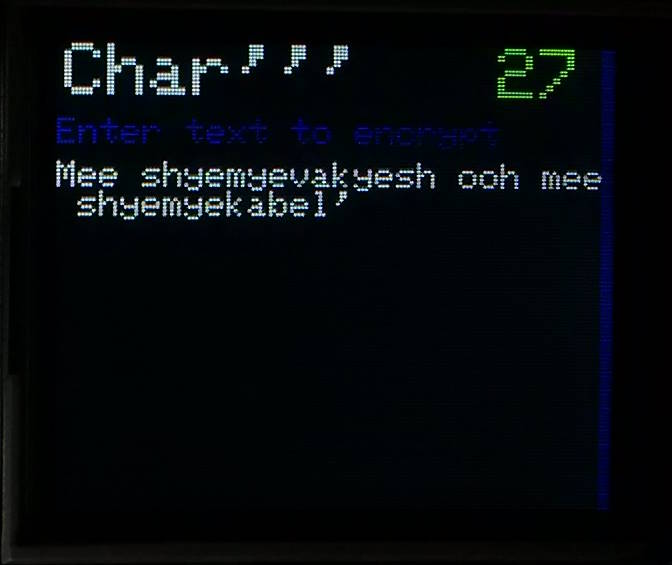 Char’’’ 27
Enter text to encrypt
Mee shyemyevakyesh ooh mee
shyemyekabel’